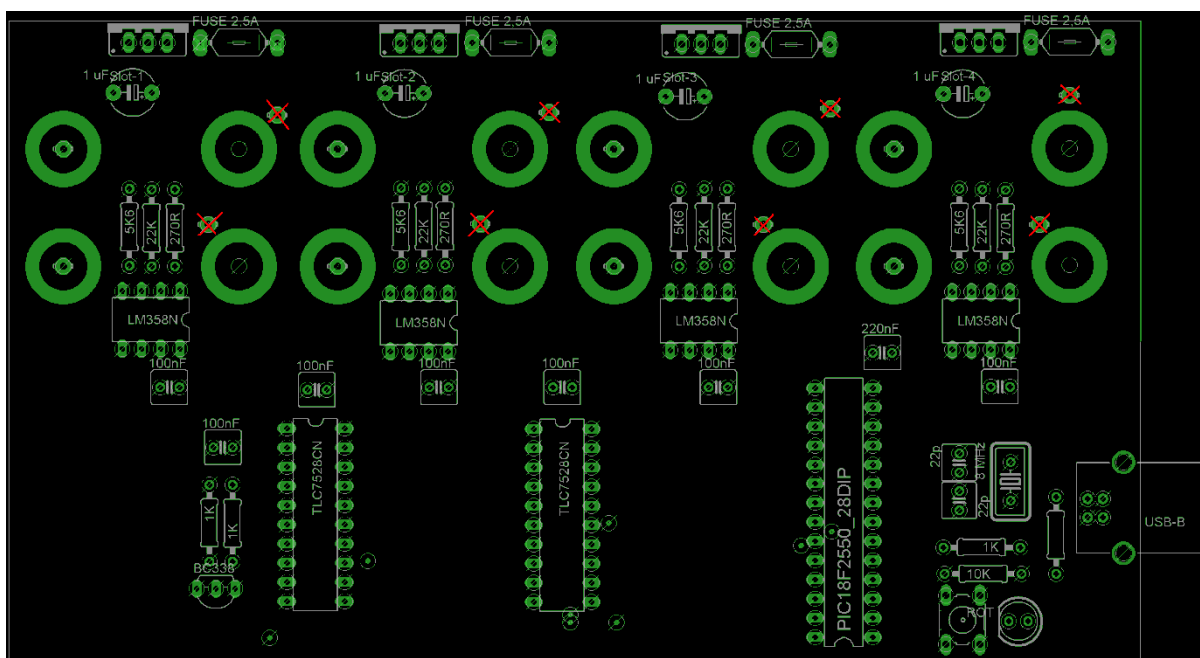 FUSE 2,5A
FUSE 2,5A
FUSE 2,5A
FUSE 2,5A
1 uF Slot-1
1 uF Slot-2
1 uF Slot-3
1 uF Slot-4
5K6
22K
270R
5K6
22K
270R
5K6
22K
270R
5K6
22K
270R
LM358N
LM358N
LM358N
LM358N
220nF
100nF
100nF
100nF
100nF
100nF
100nF
100nF
TLC7528CN
TLC7528CN
PIC18F2550_28DIP
22p
8 MHz
22p
USB-B
1K
1K
1K
10K
BC338